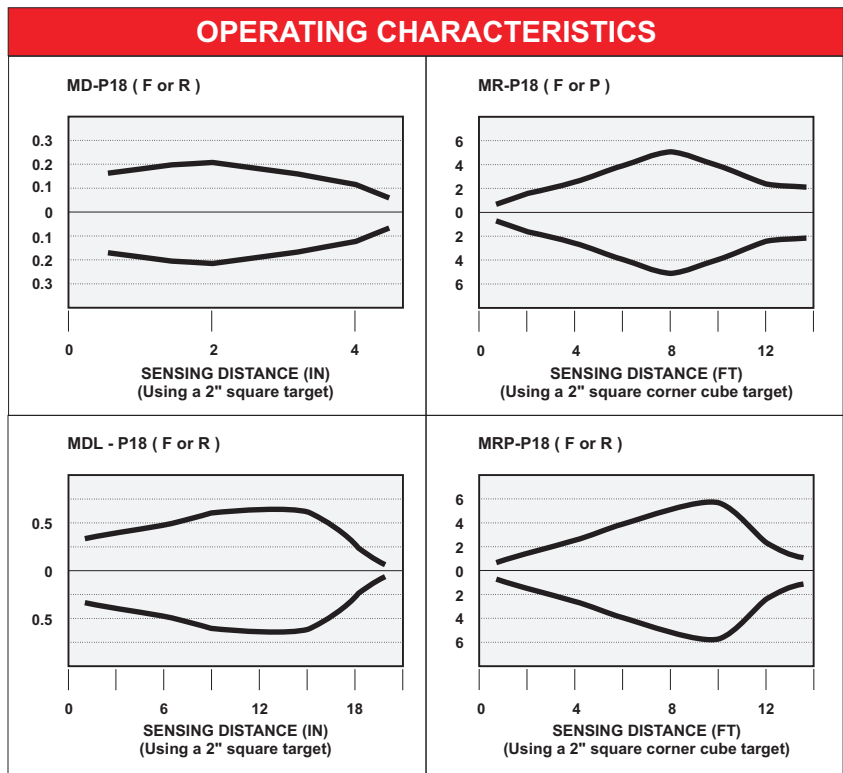 OPERATING CHARACTERISTICS
MD-P18 ( F or R )
0.3
0.2
0.1
0
0.1
0.2
0.3
0 2 4
SENSING DISTANCE (IN)
(Using a 2" square target)
MR-P18 ( F or P )
6
4
2
0
2
4
6
0 4 8 12
SENSING DISTANCE (FT)
(Using a 2" square corner cube target)
MDL - P18 ( F or R )
0.5
0
0.5
0 6 12 18
SENSING DISTANCE (IN)
(Using a 2" square target)
MRP-P18 ( F or R )
6
4
2
0
2
4
6
0 4 8 12
SENSING DISTANCE (FT)
(Using a 2" square corner cube target)